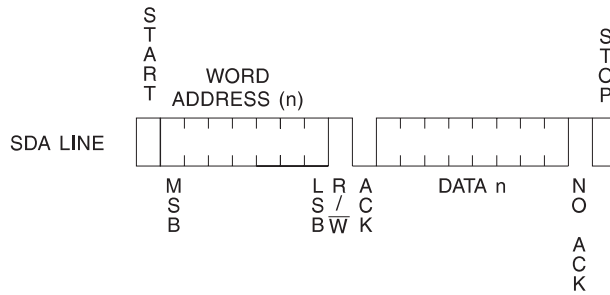 START
WORD
ADDRESS (n)
STOP
SDA LINE
MSB
LSB
R/W̅
ACK
DATA n
NO ACK